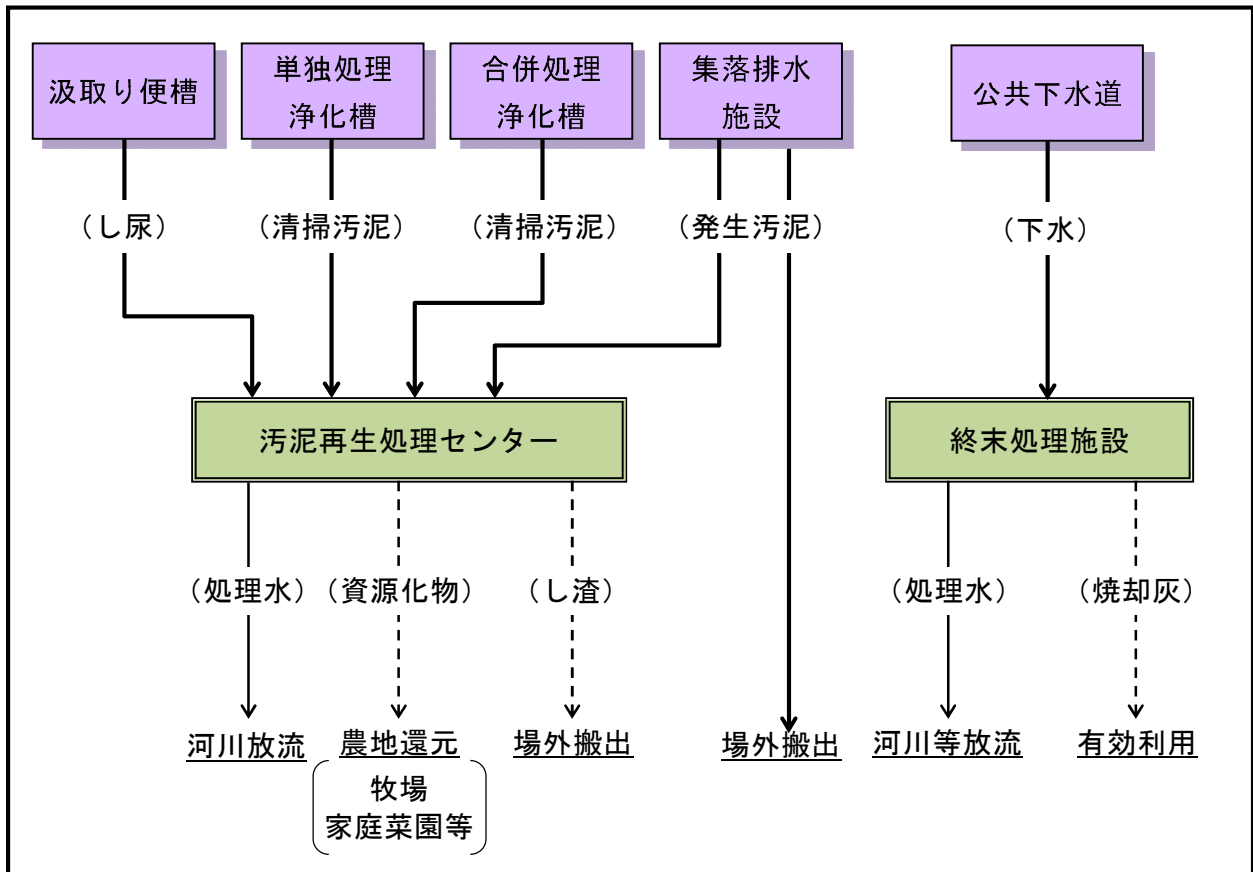 汲取り便槽
単独処理
浄化槽
合併処理
浄化槽
集落排水
施設
公共下水道
（し尿）
（清掃汚泥）
（清掃汚泥）
（発生汚泥）
（下水）
汚泥再生処理センター
終末処理施設
（処理水）
（資源化物）
（し渣）
（処理水）
（焼却灰）
河川放流
農地還元
牧場
家庭菜園等
場外搬出
場外搬出
河川等放流
有効利用